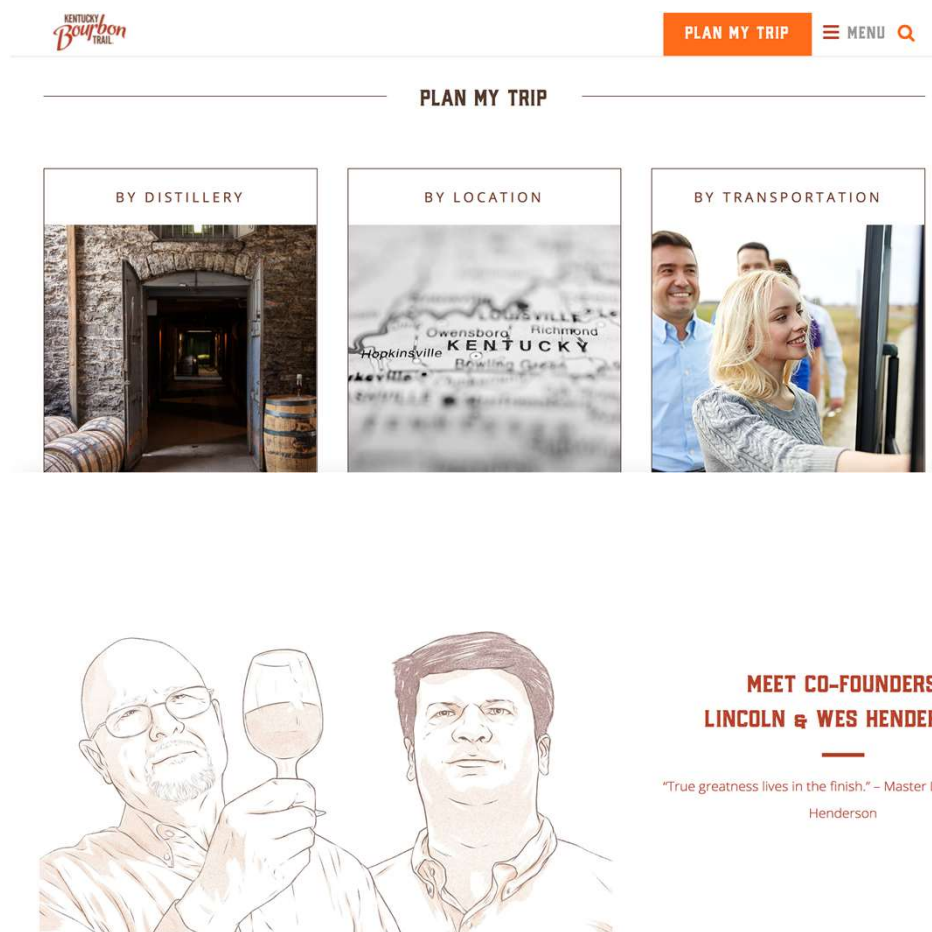 KENTUCKY
Bourbon
TRAIL
PLAN MY TRIP
MENU
PLAN MY TRIP
BY DISTILLERY
BY LOCATION
BY TRANSPORTATION
LOUISVILLE
Owensboro Richmond
KENTUCKY
Hopkinsville
Bowling Green
MEET CO-FOUNDERS
LINCOLN & WES
“True greatness lives in the finish.” – Master
Henderson